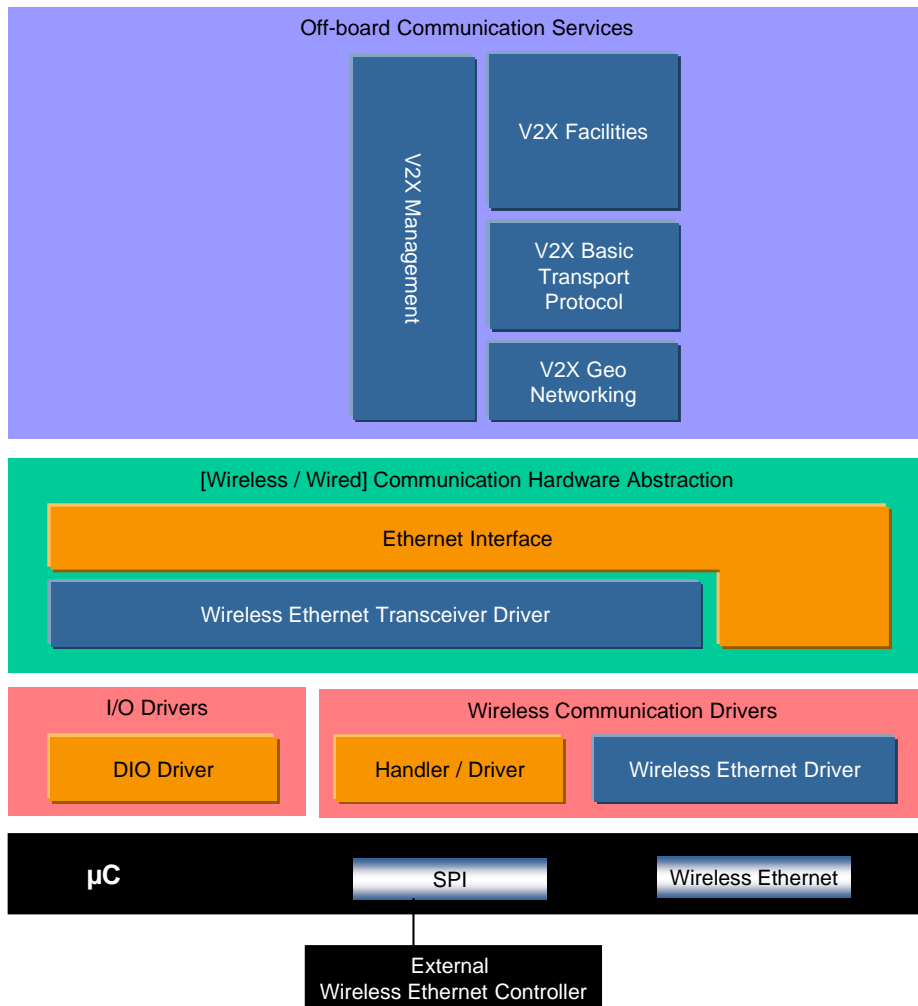 Off-board Communication Services
V2X Management
V2X Facilities
V2X Basic
Transport
Protocol
V2X Geo
Networking
[Wireless / Wired] Communication Hardware Abstraction
Ethernet Interface
Wireless Ethernet Transceiver Driver
I/O Drivers
Wireless Communication Drivers
DIO Driver
Handler / Driver
Wireless Ethernet Driver
µC
SPI
Wireless Ethernet
External
Wireless Ethernet Controller